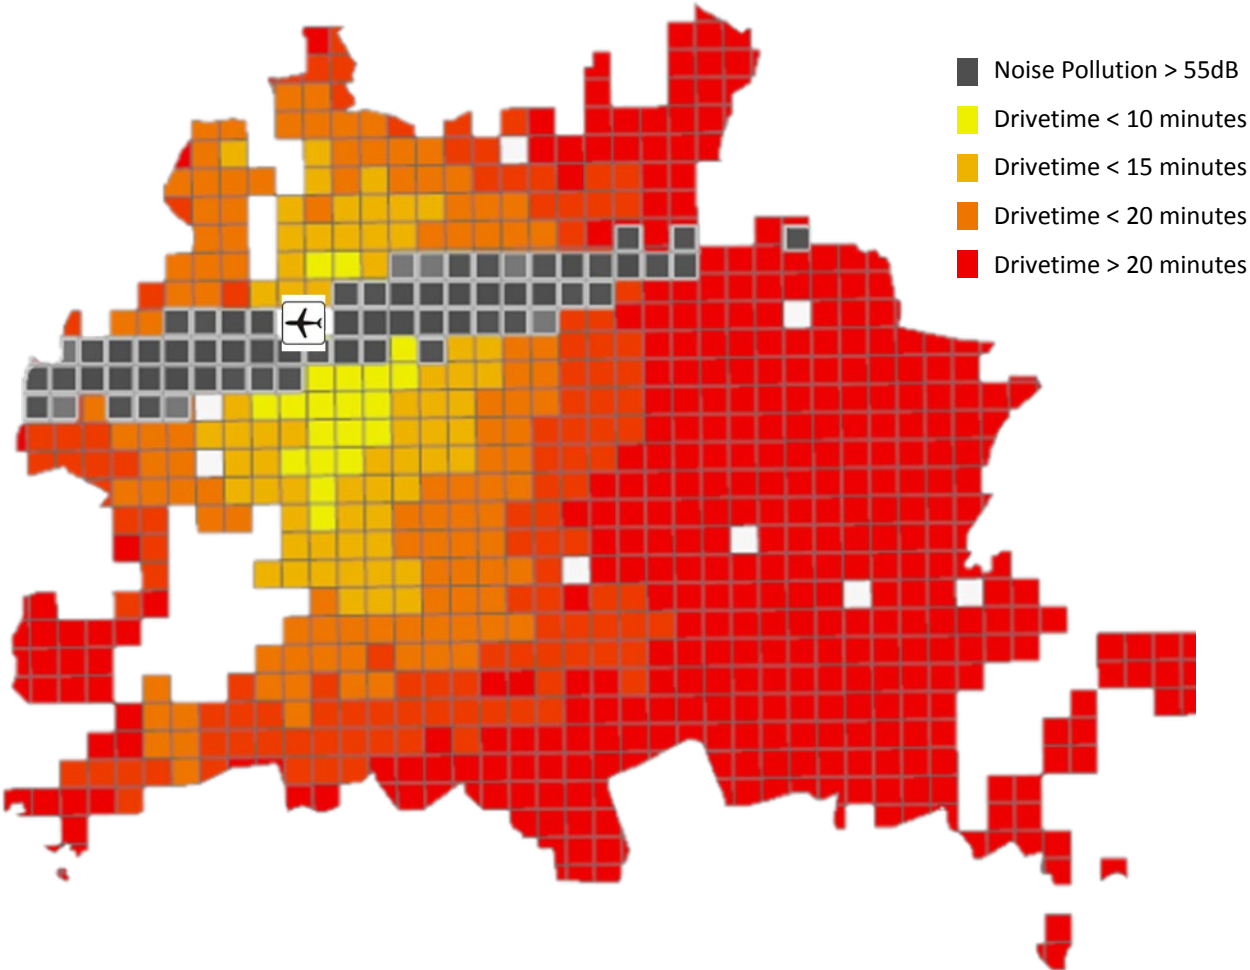 Noise Pollution > 55dB
Drivetime < 10 minutes
Drivetime < 15 minutes
Drivetime < 20 minutes
Drivetime > 20 minutes